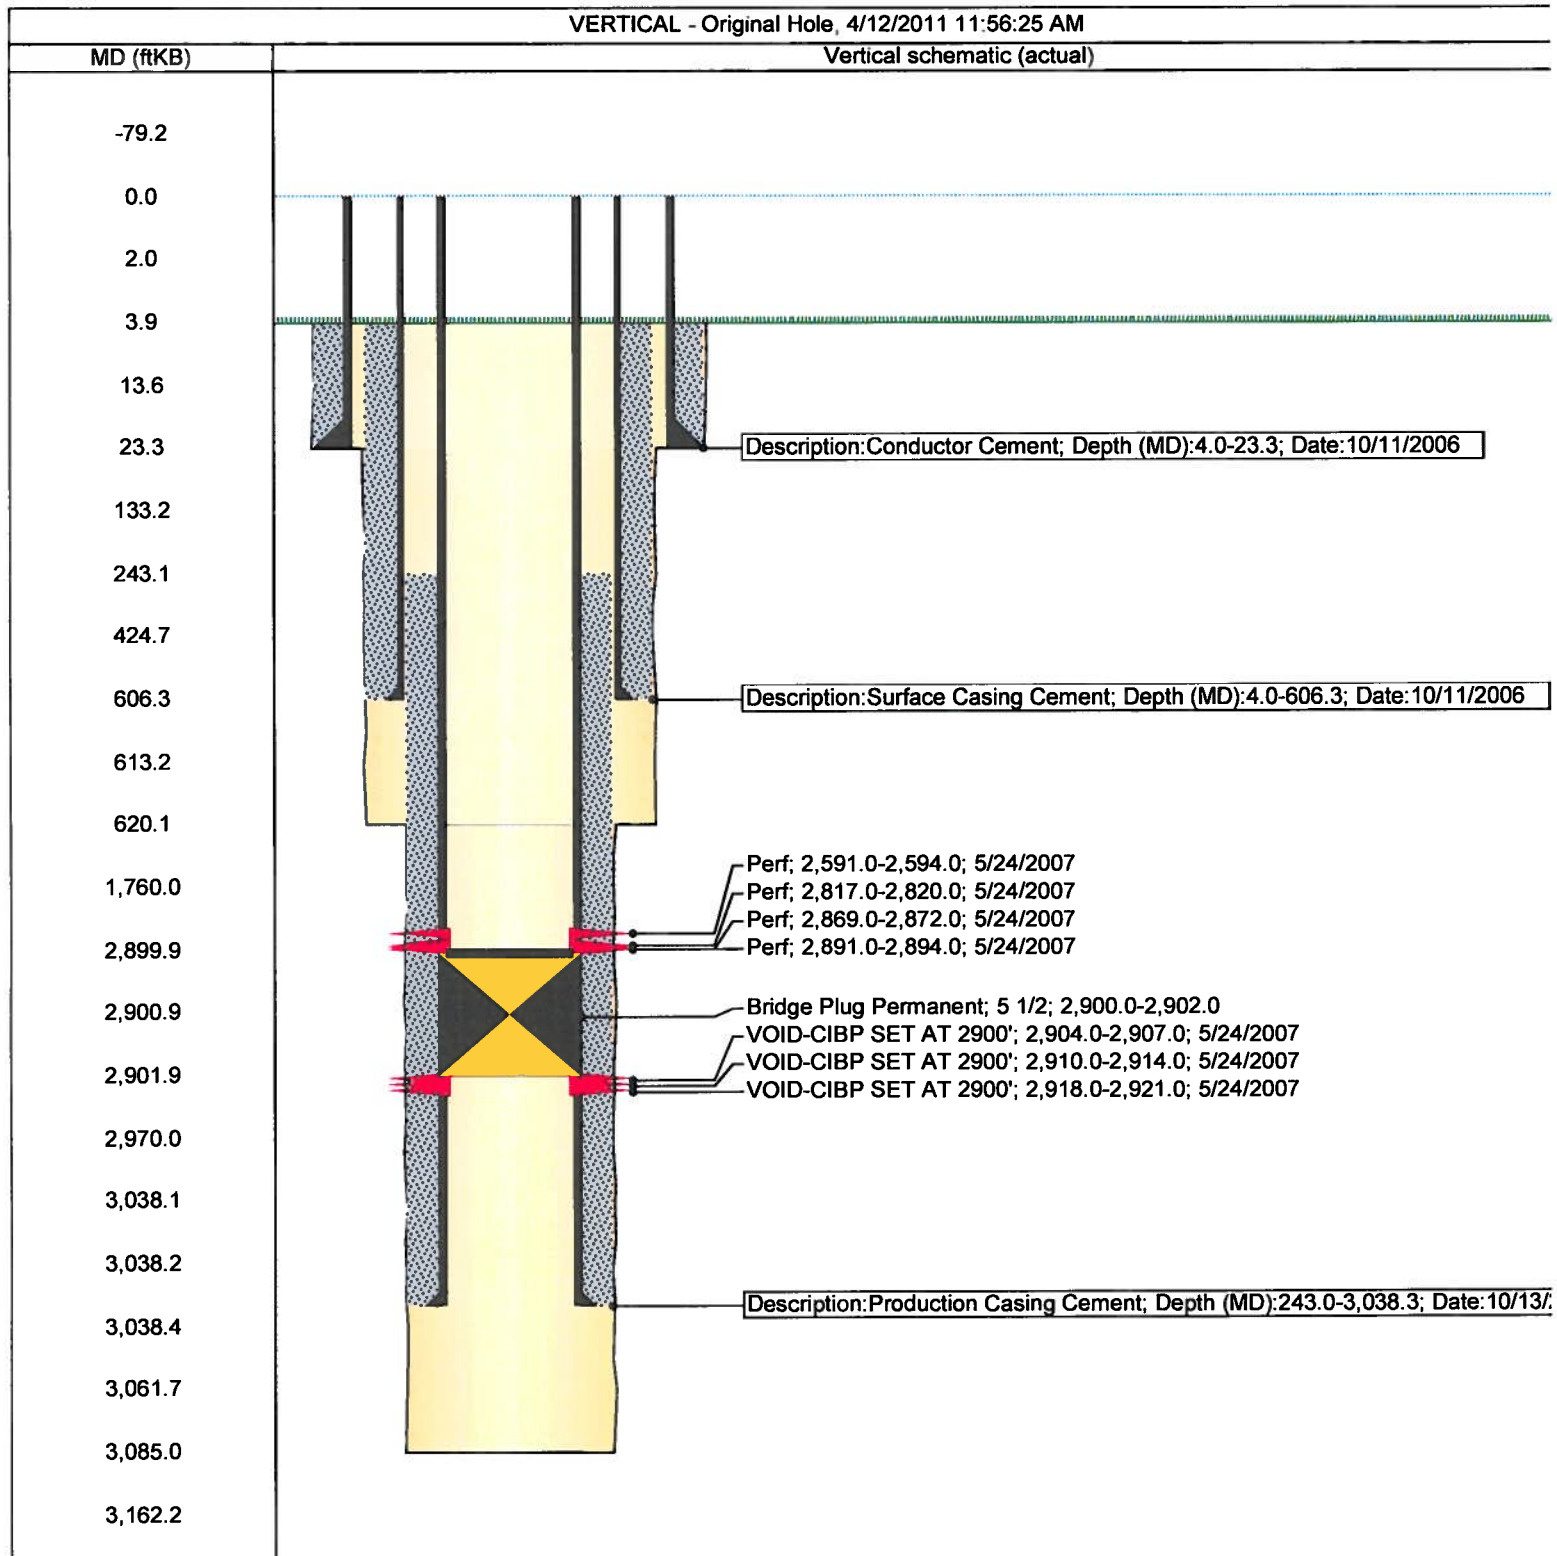 VERTICAL - Original Hole, 4/12/2011 11:56:25 AM
MD (ftKB)
Vertical schematic (actual)
-79.2
0.0
2.0
3.9
13.6
23.3
Description:Conductor Cement; Depth (MD):4.0-23.3; Date:10/11/2006
133.2
243.1
424.7
606.3
Description:Surface Casing Cement; Depth (MD):4.0-606.3; Date:10/11/2006
613.2
620.1
Perf; 2,591.0-2,594.0; 5/24/2007
1,760.0
Perf; 2,817.0-2,820.0; 5/24/2007
Perf; 2,869.0-2,872.0; 5/24/2007
2,899.9
Perf; 2,891.0-2,894.0; 5/24/2007
2,900.9
Bridge Plug Permanent; 5 1/2; 2,900.0-2,902.0
VOID-CIBP SET AT 2900'; 2,904.0-2,907.0; 5/24/2007
VOID-CIBP SET AT 2900'; 2,910.0-2,914.0; 5/24/2007
2,901.9
VOID-CIBP SET AT 2900'; 2,918.0-2,921.0; 5/24/2007
2,970.0
3,038.1
3,038.2
Description:Production Casing Cement; Depth (MD):243.0-3,038.3; Date:10/13/
3,038.4
3,061.7
3,085.0
3,162.2